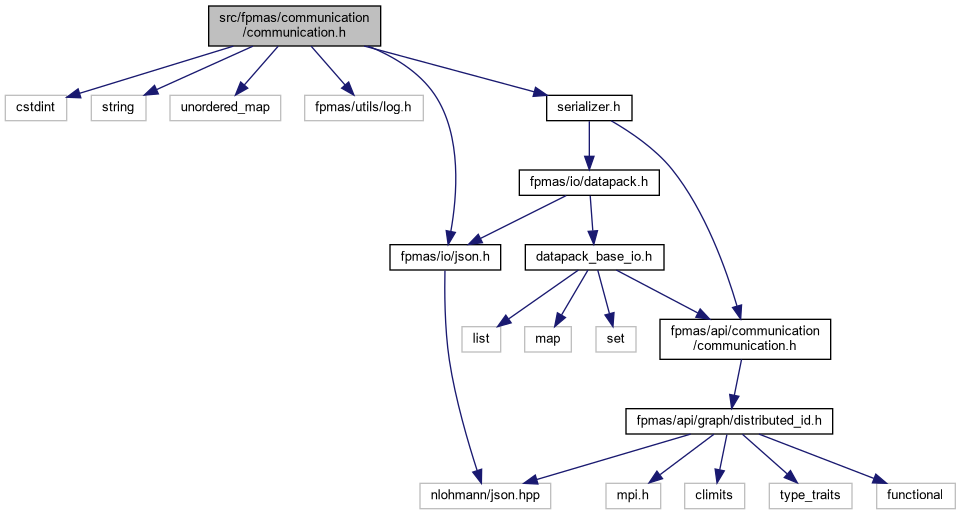 src/fpmas/communication
/communication.h
cstdint
string
unordered_map
fpmas/utils/log.h
serializer.h
fpmas/io/datapack.h
fpmas/io/json.h
datapack_base_io.h
list
map
set
fpmas/api/communication
/communication.h
fpmas/api/graph/distributed_id.h
nlohmann/json.hpp
mpi.h
climits
type_traits
functional